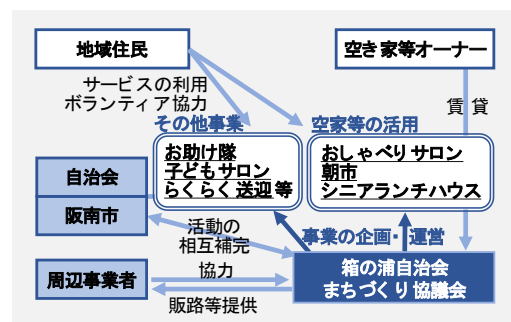 地域住民
空き家等オーナー
サービスの利用
ボランティア協力
賃貸
その他事業
空家等の活用
お助け隊
子どもサロン
らくらく送迎等
おしゃべりサロン
朝市
シニアランチハウス
自治会
阪南市
活動の
相互補完
事業の企画・運営
周辺事業者
協力
販路等提供
箱の浦自治会
まちづくり協議会